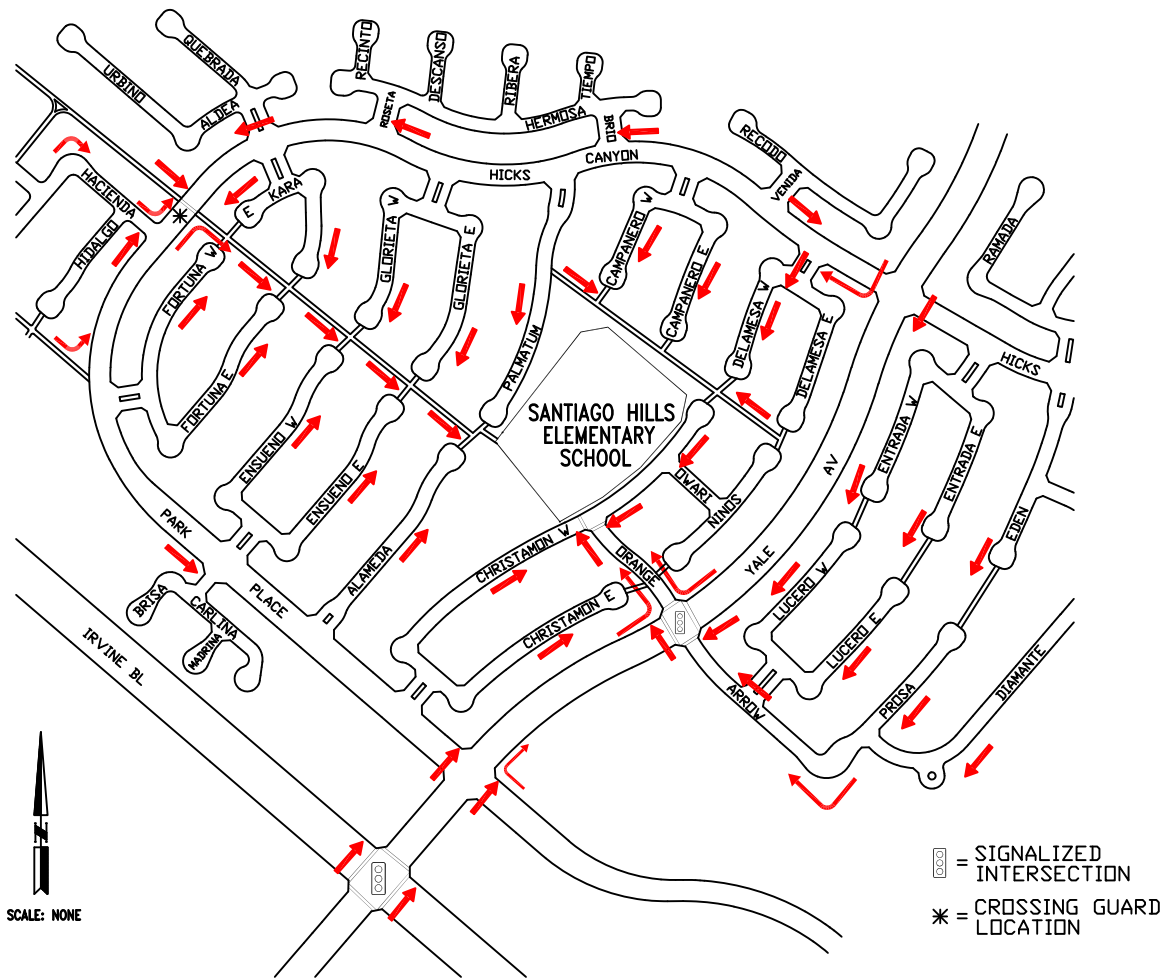 URBINO
QUEBRADA
ALDEA
RECINTO
DESCANSO
RIBERA
TIEMPO
ROSETA
HERMOSA
BRIO
CANYON
HICKS
RECODO
VENIDA
RAMADA
HACIENDA
HIDALGO
KARA
E
FORTUNA W
FORTUNA E
GLORIETA W
GLORIETA E
PALMATUM
CAMPANERO W
CAMPANERO E
DELAMESA W
DELAMESA E
HICKS
SANTIAGO HILLS
ELEMENTARY
SCHOOL
ENSUENO W
ENSUENO E
ALAMEDA
OWARI
NINOS
AV
YALE
ENTRADA W
ENTRADA E
EDEN
PARK
PLACE
BRISA
CARLINA
MADRINA
CHRISTAMON W
CHRISTAMON E
ORANGE
LUCERO W
LUCERO E
ARROW
PROSA
DIAMANTE
IRVINE BL
N
SCALE: NONE
= SIGNALIZED
INTERSECTION
= CROSSING GUARD
LOCATION